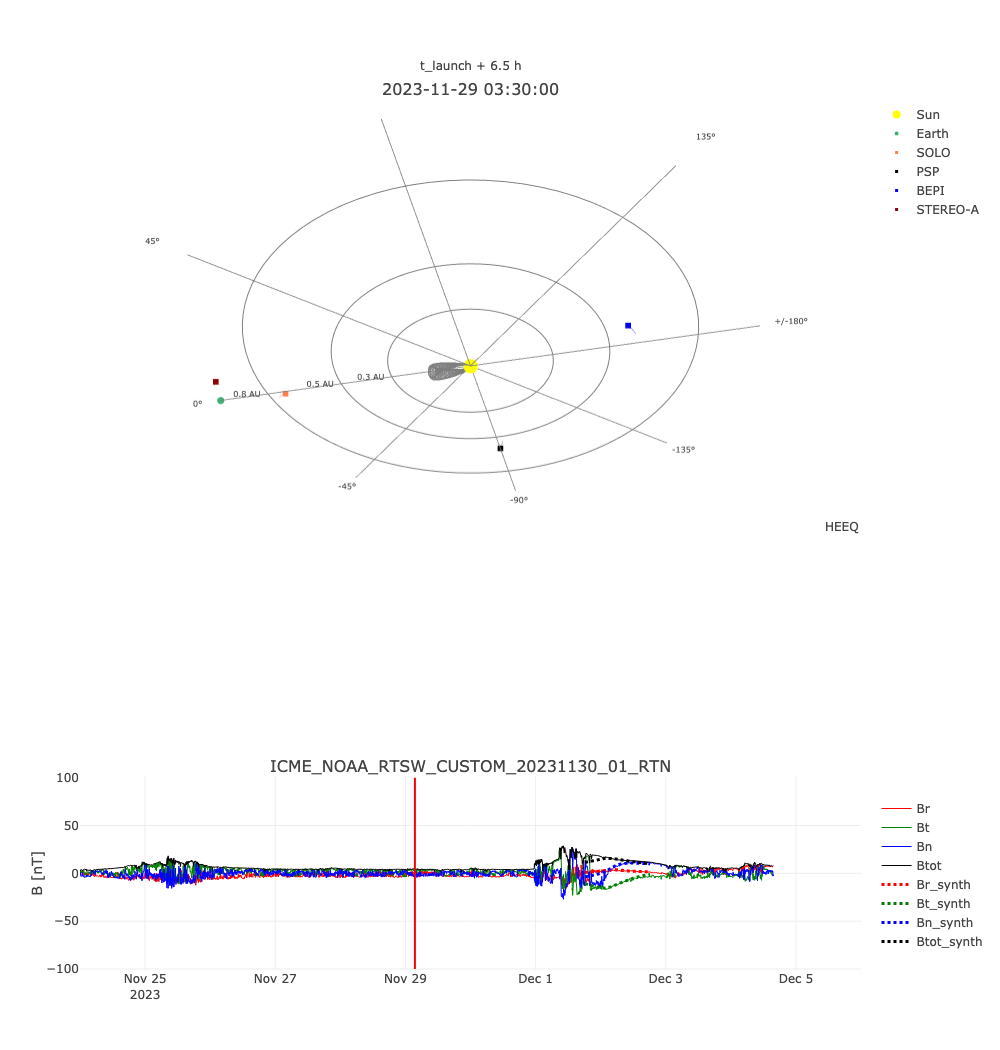 t_launch + 6.5 h
2023-11-29 03:30:00
Sun
Earth
SOLO
PSP
BEPI
STEREO-A
135°
45°
+/-180°
0.3 AU
0.5 AU
0.8 AU
0°
-135°
-45°
-90°
HEEQ
ICME_NOAA_RTSW_CUSTOM_20231130_01_RTN
B [nT]
100
50
0
−50
−100
Nov 25
2023
Nov 27
Nov 29
Dec 1
Dec 3
Dec 5
Br
Bt
Bn
Btot
Br_synth
Bt_synth
Bn_synth
Btot_synth